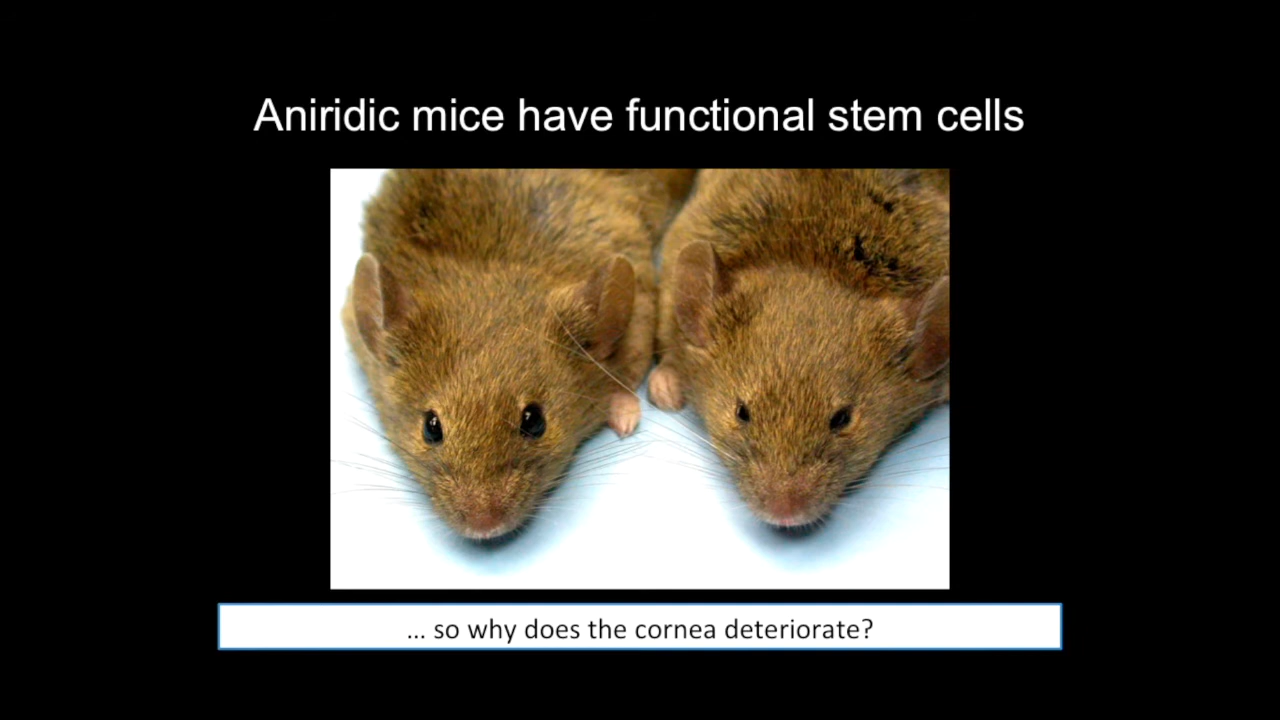 Aniridic mice have functional stem cells
... so why does the cornea deteriorate?